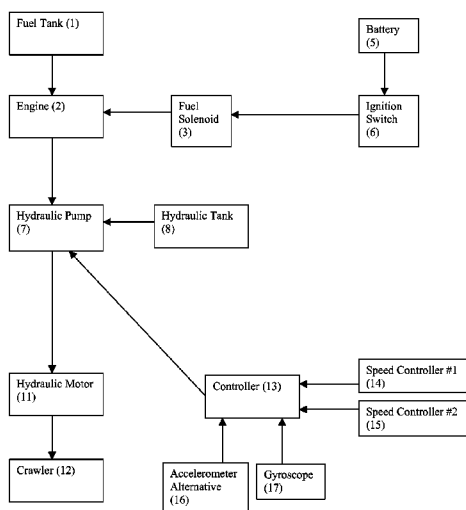 Fuel Tank (1)
Battery
(5)
Engine (2)
Fuel
Solenoid
(3)
Ignition
Switch
(6)
Hydraulic Pump
(7)
Hydraulic Tank
(8)
Hydraulic Motor
(11)
Controller (13)
Speed Controller #1
(14)
Speed Controller #2
(15)
Crawler (12)
Accelerometer
Alternative
(16)
Gyroscope
(17)